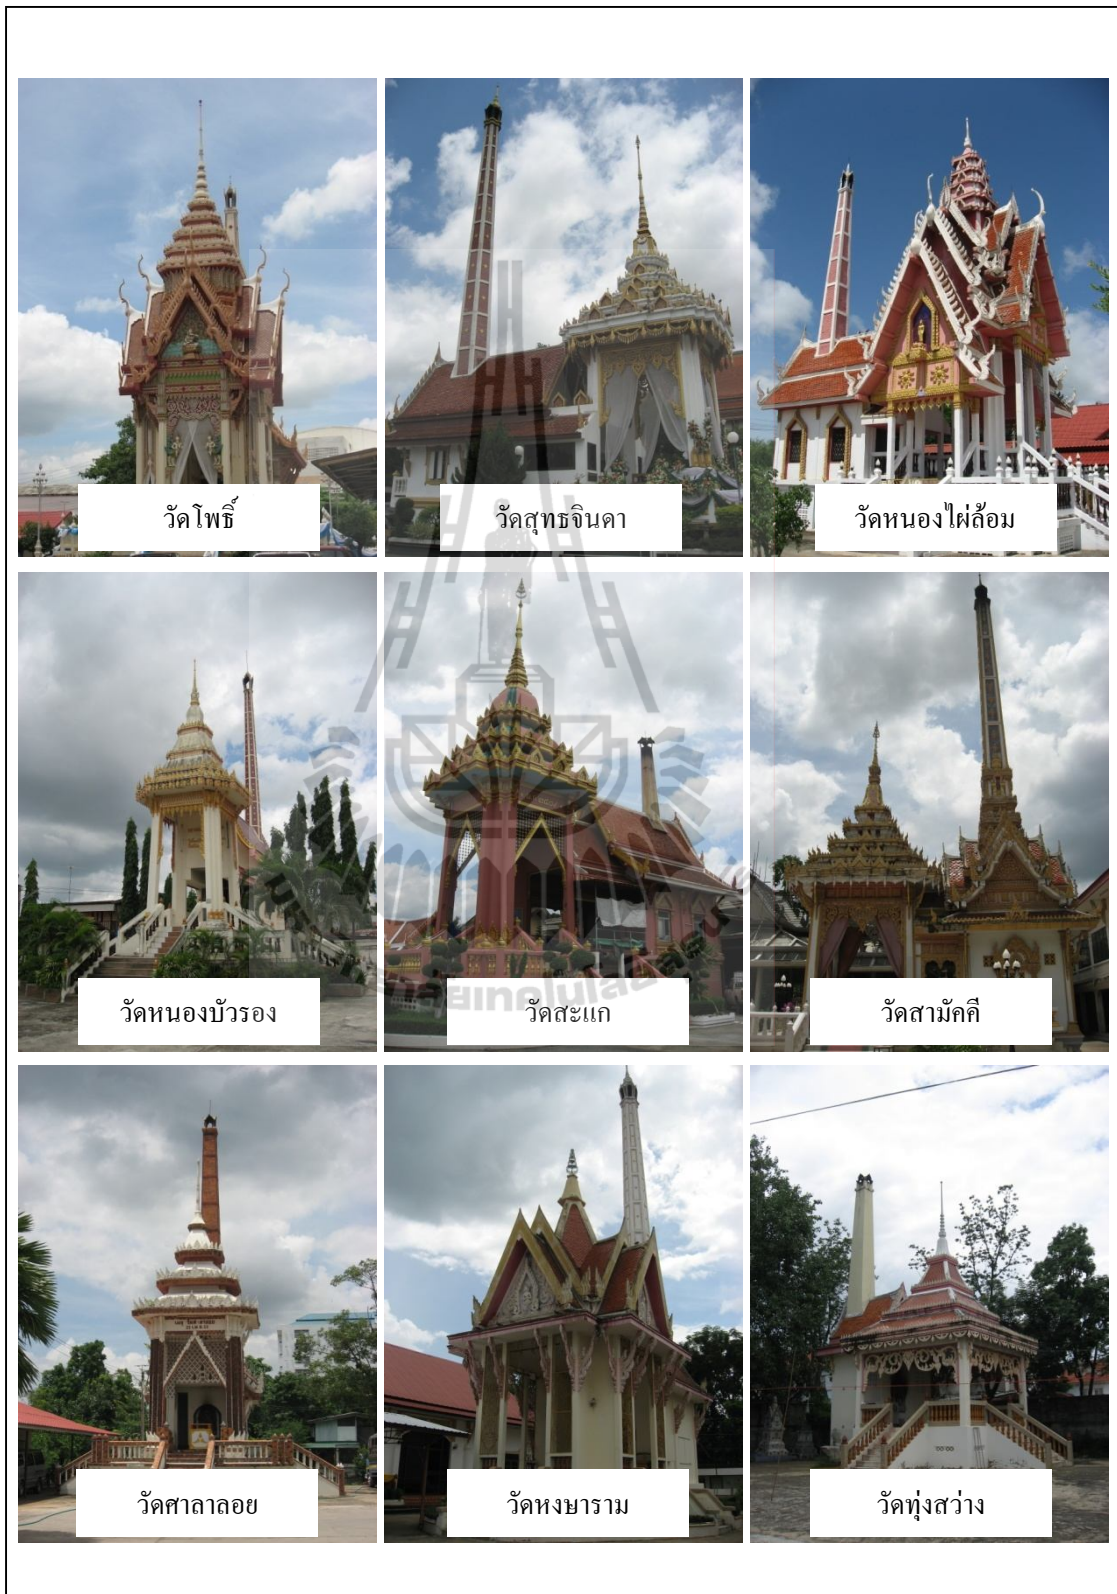 วัดโพธิ์
วัดสุทธจินดา
วัดหนองไผ่ล้อม
วัดหนองบัวรอง
วัดสะแก
วัดสามัคคี
วัดศาลาลอย
วัดหงษาราม
วัดทุ่งสว่าง